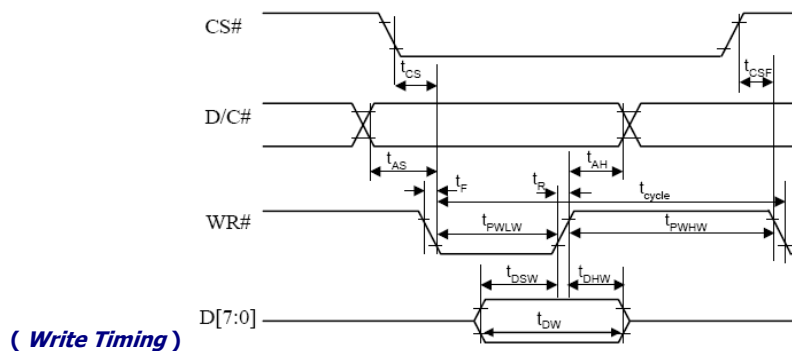 CS#
tCS
tCSF
D/C#
tAS
tAH
tF
tR
tcycle
WR#
tPWLW
tPWHW
tDSW
tDHW
D[7:0]
tDW
( Write Timing )